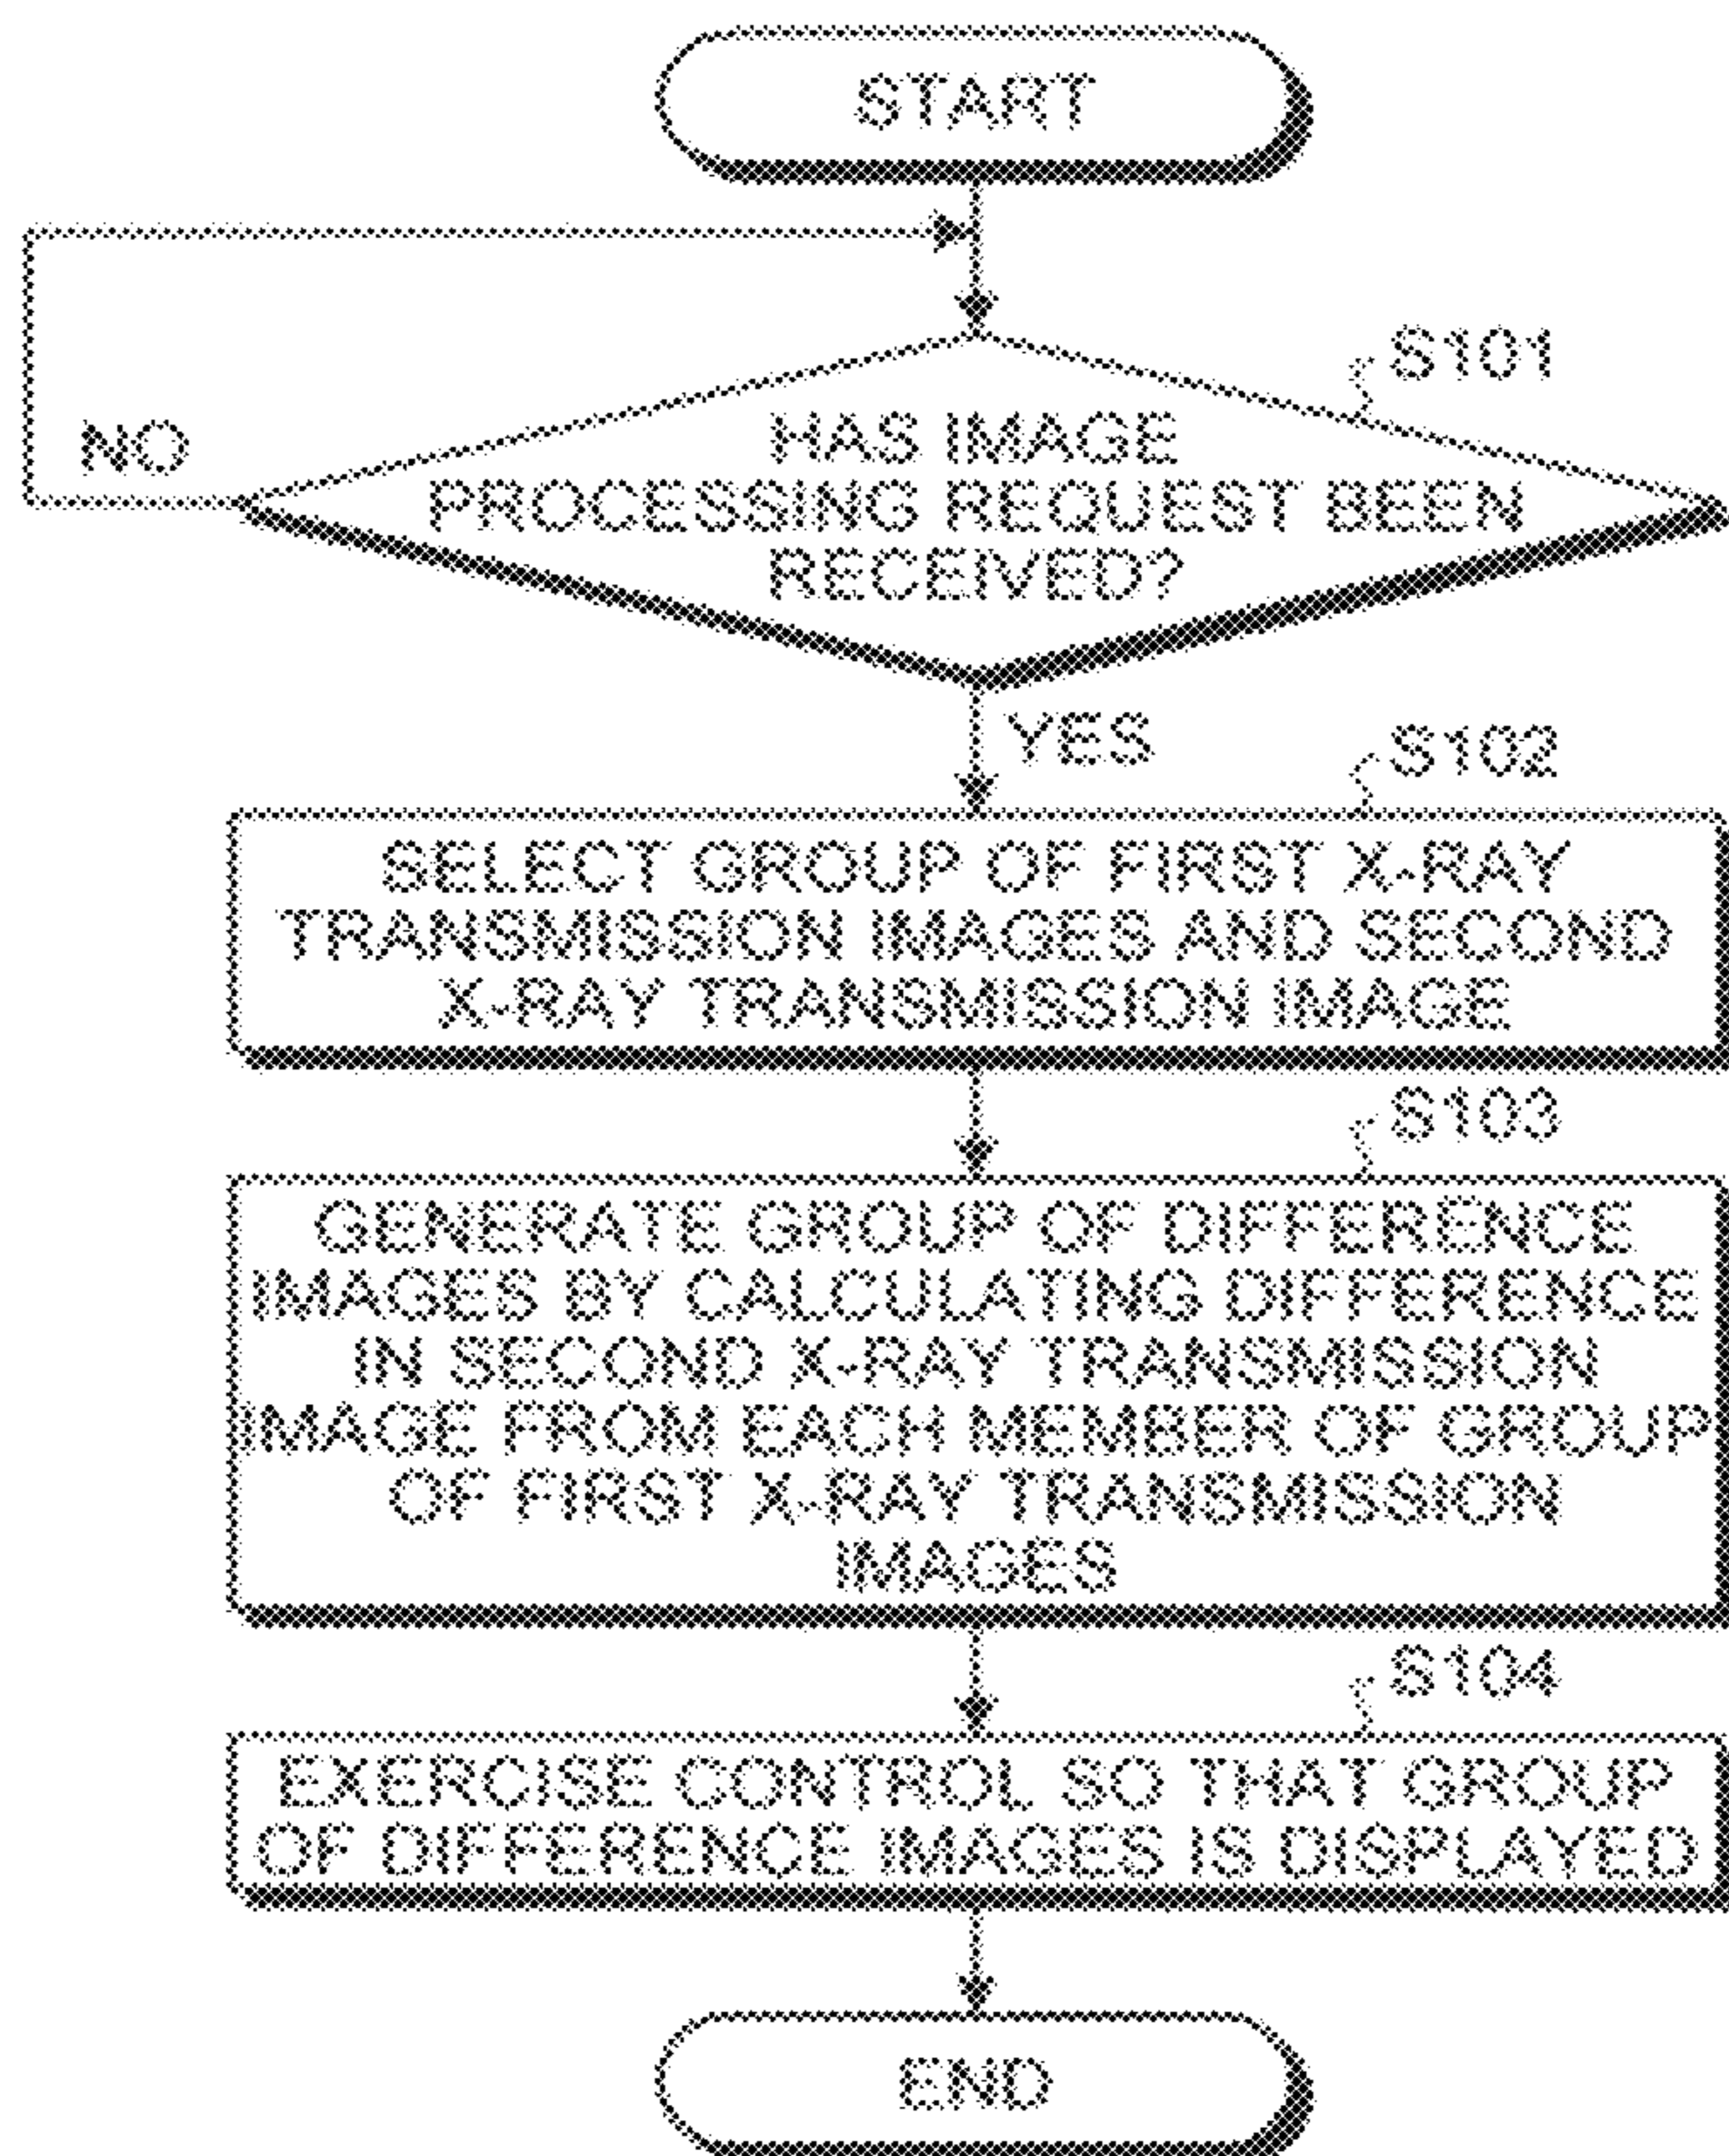 START
S101
NO
HAS IMAGE
PROCESSING REQUEST BEEN
RECEIVED?
YES
S102
SELECT GROUP OF FIRST X-RAY
TRANSMISSION IMAGES AND SECOND
X-RAY TRANSMISSION IMAGE
S103
GENERATE GROUP OF DIFFERENCE
IMAGES BY CALCULATING DIFFERENCE
IN SECOND X-RAY TRANSMISSION
IMAGE FROM EACH MEMBER OF GROUP
OF FIRST X-RAY TRANSMISSION
IMAGES
S104
EXERCISE CONTROL SO THAT GROUP
OF DIFFERENCE IMAGES IS DISPLAYED
END